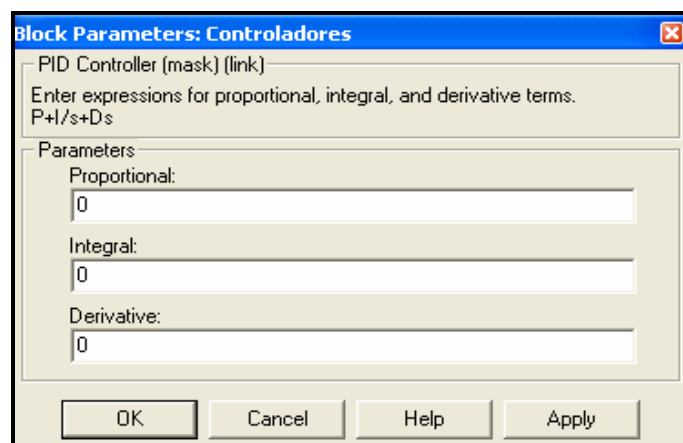 Block Parameters: Controladores
PID Controller (mask) (link)
Enter expressions for proportional, integral, and derivative terms.
P+I/s+Ds
Parameters
Proportional:
0
Integral:
0
Derivative:
0
OK Cancel Help Apply